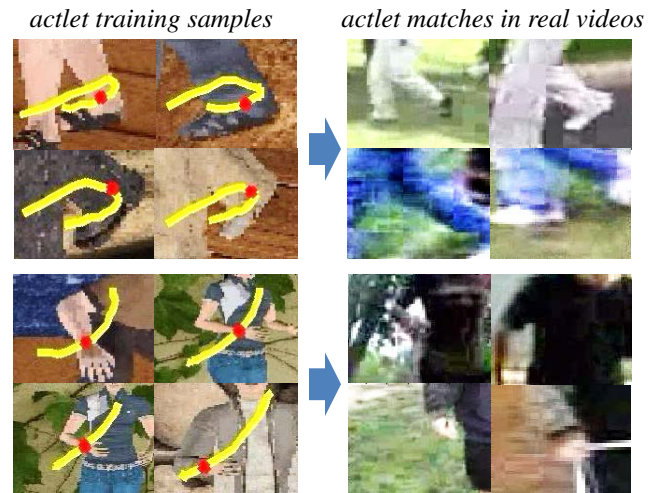 actlet training samples
actlet matches in real videos